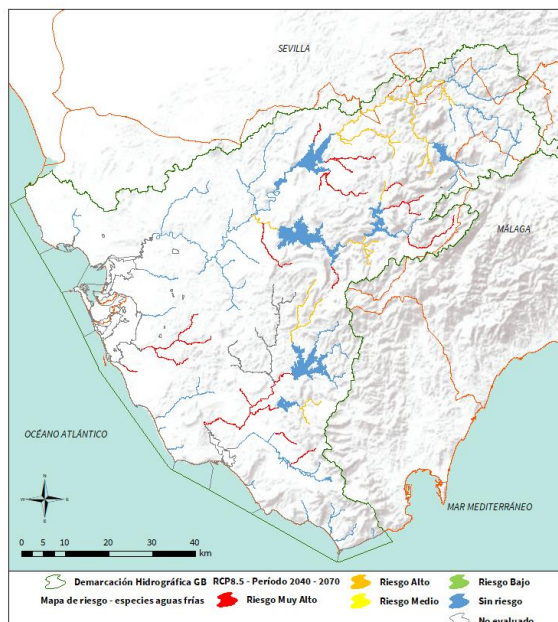 SEVILLA
MÁLAGA
OCÉANO ATLÁNTICO
MAR MEDITERRÁNEO
N
W E
S
0 5 10 20 30 40
km
Demarcación Hidrográfica GB RCP8.5 - Período 2040 - 2070 Riesgo Alto Riesgo Bajo
Mapa de riesgo - especies aguas frías Riesgo Muy Alto Riesgo Medio Sin riesgo
No evaluado